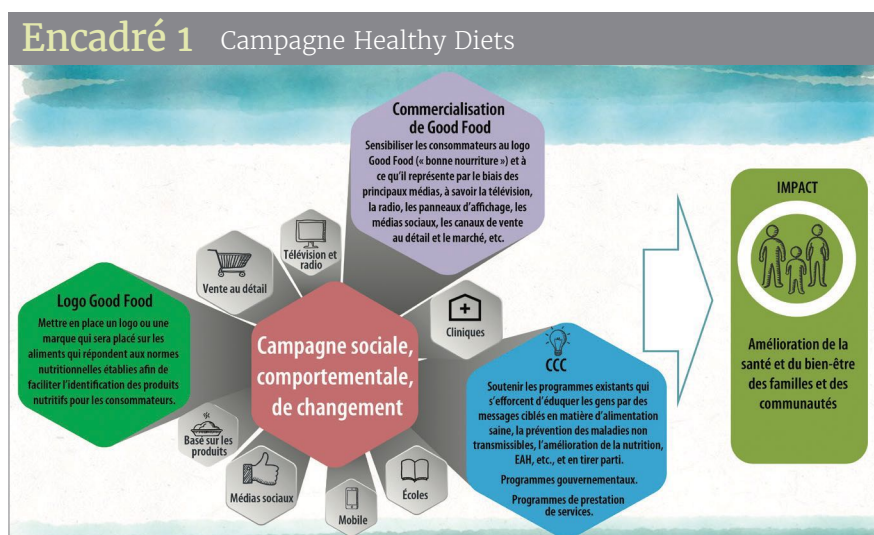 Encadré 1 Campagne Healthy Diets
Commercialisation
de Good Food
Sensibiliser les consommateurs au logo
Good Food (« bonne nourriture ») et à
ce qu'il représente par le biais des
principaux médias, à savoir la télévision,
la radio, les panneaux d'affichage, les
médias sociaux, les canaux de vente
au détail et le marché, etc.
Télévision et
radio
Vente au détail
Logo Good Food
Mettre en place un logo ou une
marque qui sera placé sur les
aliments qui répondent aux normes
nutritionnelles établies afin de
faciliter l'identification des produits
nutritifs pour les consommateurs.
Campagne sociale,
comportementale,
de changement
Cliniques
CCC
Soutenir les programmes existants qui
s'efforcent d'éduquer les gens par des
messages ciblés en matière d'alimentation
saine, la prévention des maladies non
transmissibles, l'amélioration de la nutrition,
EAH, etc., et en tirer parti.
Programmes gouvernementaux.
Programmes de prestation
de services.
Basé sur les
produits
Médias sociaux
Mobile
Écoles
IMPACT
Amélioration de la
santé et du bien-être
des familles et des
communautés